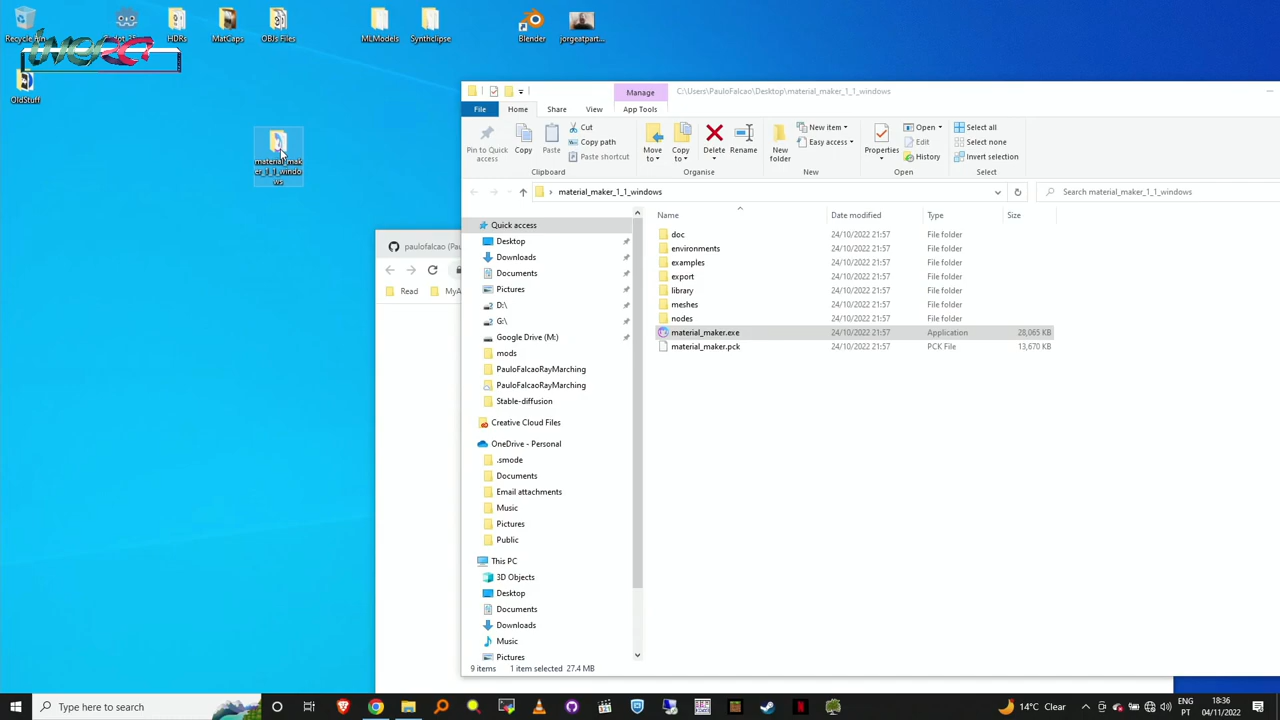 Recycle Bin
HDRs
MatCaps
OBJs Files
MLModels
Synthclipse
Blender
jorgeatpart...
OldStuff
material_mak
er_1_1_windo
ws
Manage
C:\Users\PauloFalcao\Desktop\material_maker_1_1_windows
File
Home
Share
View
App Tools
Pin to Quick
access
Copy
Paste
Cut
Copy path
Paste shortcut
Clipboard
Move
to
Copy
to
Delete
Rename
Organise
New
folder
New item
Easy access
New
Properties
Open
Edit
History
Open
Select all
Select none
Invert selection
Select
material_maker_1_1_windows
Search material_maker_1_1_windows
paulofalcao (Pau
Read
MyA
Quick access
Desktop
Downloads
Documents
Pictures
D:\
G:\
Google Drive (M:)
mods
PauloFalcaoRayMarching
PauloFalcaoRayMarching
Stable-diffusion
Creative Cloud Files
OneDrive - Personal
.smode
Documents
Email attachments
Music
Pictures
Public
This PC
3D Objects
Desktop
Documents
Downloads
Music
Pictures
Name Date modified Type Size
doc 24/10/2022 21:57 File folder
environments 24/10/2022 21:57 File folder
examples 24/10/2022 21:57 File folder
export 24/10/2022 21:57 File folder
library 24/10/2022 21:57 File folder
meshes 24/10/2022 21:57 File folder
nodes 24/10/2022 21:57 File folder
material_maker.exe 24/10/2022 21:57 Application 28,065 KB
material_maker.pck 24/10/2022 21:57 PCK File 13,670 KB
9 items 1 item selected 27.4 MB
Type here to search
14°C Clear
ENG
PT
18:36
04/11/2022